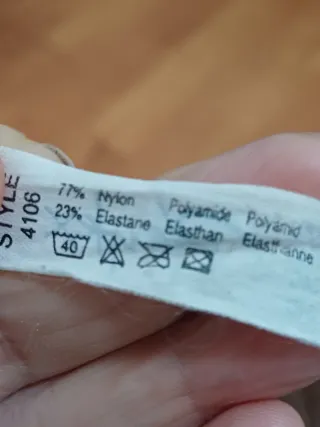 STYLE
4106
77% Nylon Polyamide Polyamid
23% Elastane Elasthan Elasthanne
40